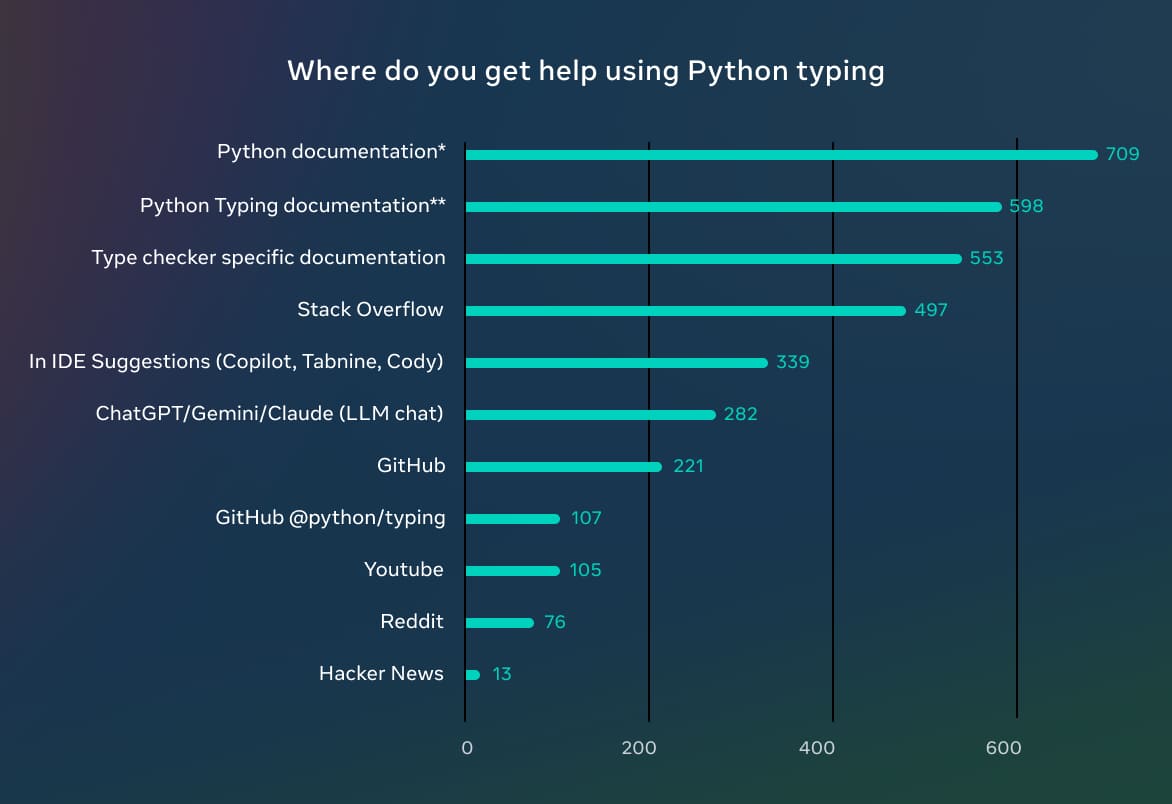 Where do you get help using Python typing
Python documentation* 709
Python Typing documentation** 598
Type checker specific documentation 553
Stack Overflow 497
In IDE Suggestions (Copilot, Tabnine, Cody) 339
ChatGPT/Gemini/Claude (LLM chat) 282
GitHub 221
GitHub @python/typing 107
Youtube 105
Reddit 76
Hacker News 13
0 200 400 600